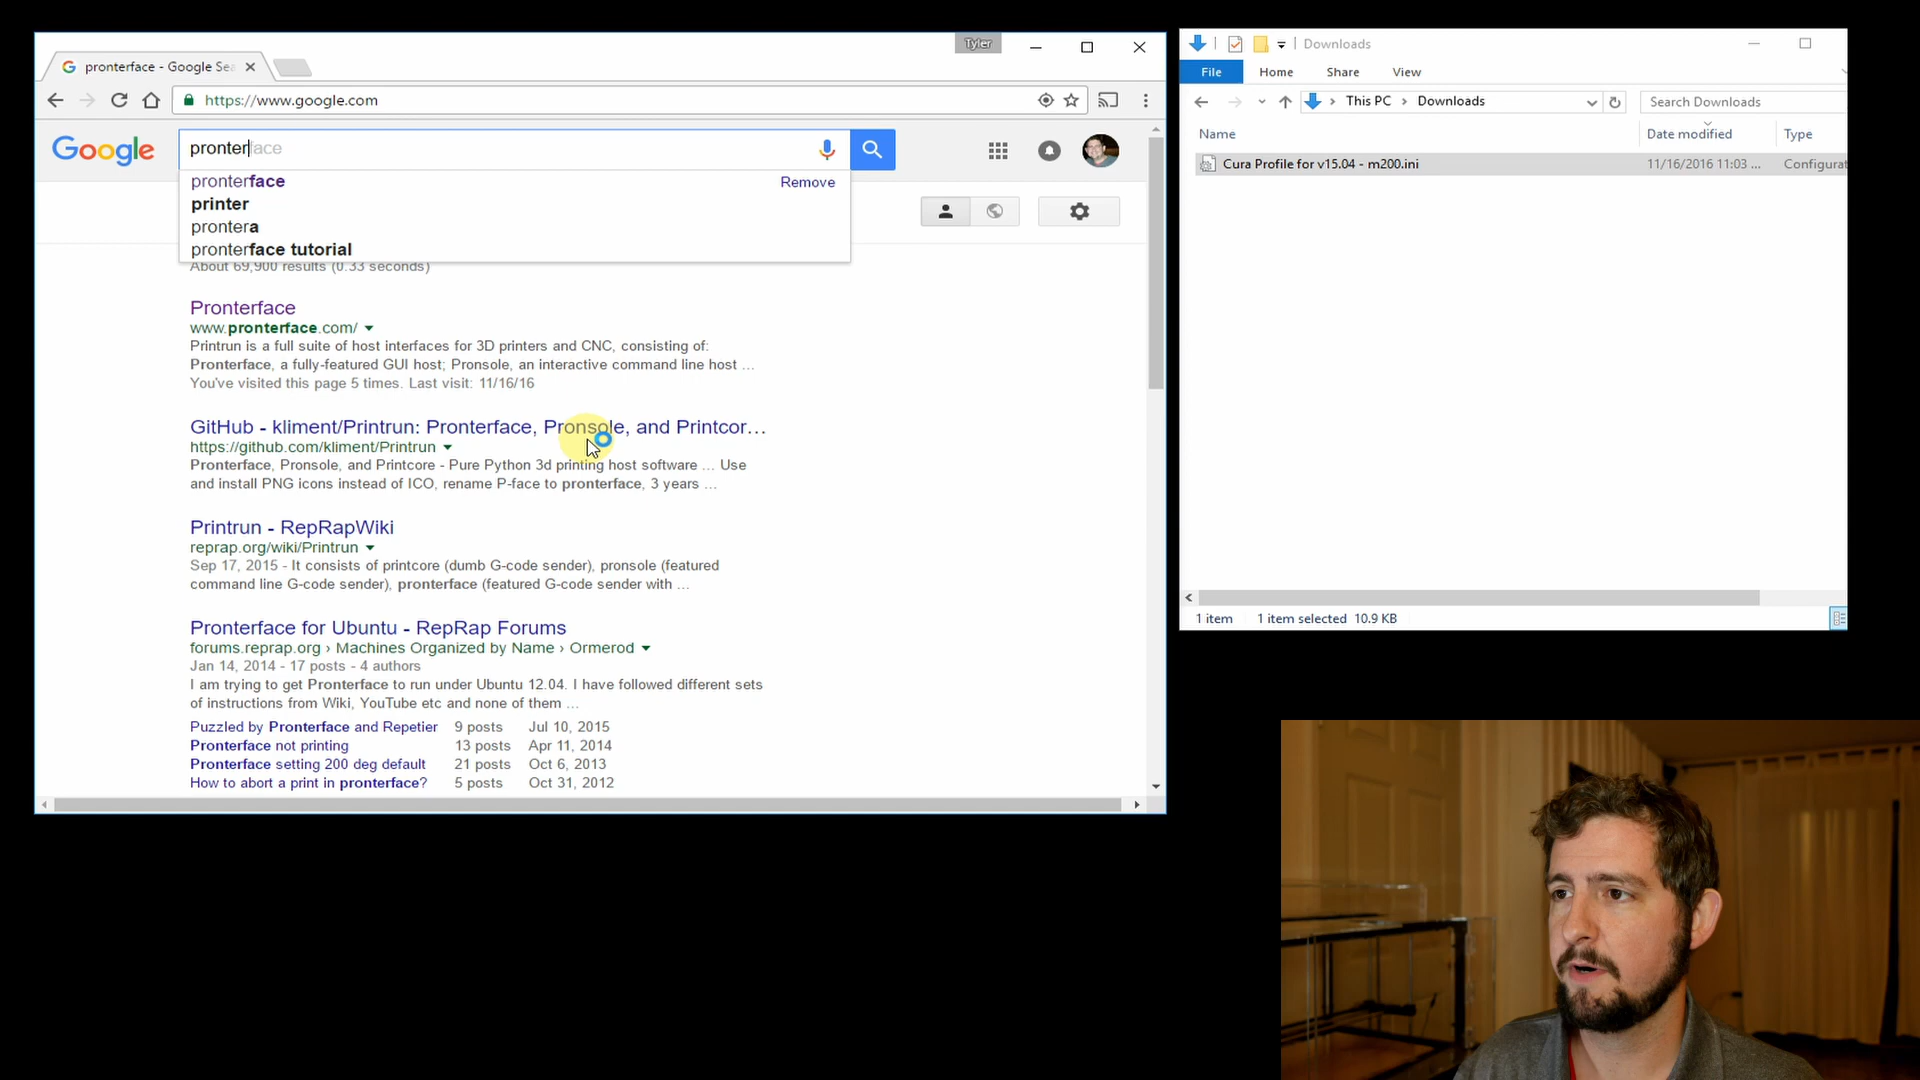 Tyler
pronterface - Google Sea
https://www.google.com
Google
pronterface
pronterface
Remove
printer
prontera
pronterface tutorial
About 69,900 results (0.33 seconds)
Pronterface
www.pronterface.com/
Printrun is a full suite of host interfaces for 3D printers and CNC, consisting of:
Pronterface, a fully-featured GUI host; Pronsole, an interactive command line host ...
You've visited this page 5 times. Last visit: 11/16/16
GitHub - kliment/Printrun: Pronterface, Pronsole, and Printcor...
https://github.com/kliment/Printrun
Pronterface, Pronsole, and Printcore - Pure Python 3d printing host software ... Use
and install PNG icons instead of ICO, rename P-face to pronterface, 3 years ...
Printrun - RepRapWiki
reprap.org/wiki/Printrun
Sep 17, 2015 - It consists of printcore (dumb G-code sender), pronsole (featured
command line G-code sender), pronterface (featured G-code sender with ...
Pronterface for Ubuntu - RepRap Forums
forums.reprap.org › Machines Organized by Name › Ormerod
Jan 14, 2014 - 17 posts - 4 authors
I am trying to get Pronterface to run under Ubuntu 12.04. I have followed different sets
of instructions from Wiki, YouTube etc and none of them ...
Puzzled by Pronterface and Repetier 9 posts Jul 10, 2015
Pronterface not printing 13 posts Apr 11, 2014
Pronterface setting 200 deg default 21 posts Oct 6, 2013
How to abort a print in pronterface? 5 posts Oct 31, 2012
Downloads
File Home Share View
This PC Downloads
Search Downloads
Name Date modified Type
Cura Profile for v15.04 - m200.ini 11/16/2016 11:03 ... Configurat
1 item 1 item selected 10.9 KB